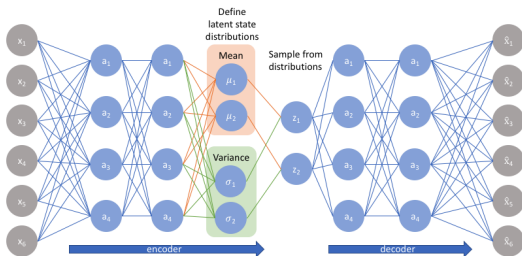 Define
latent state
distributions
Mean
Sample from
distributions
Variance
x₁
x₂
x₃
x₄
x₅
x₆
a₁
a₂
a₃
a₄
a₁
a₂
a₃
a₄
μ₁
μ₂
σ₁
σ₂
z₁
z₂
a₁
a₂
a₃
a₄
a₁
a₂
a₃
a₄
x̂₁
x̂₂
x̂₃
x̂₄
x̂₅
x̂₆
encoder
decoder